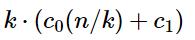 k · (c₀(n/k) + c₁)